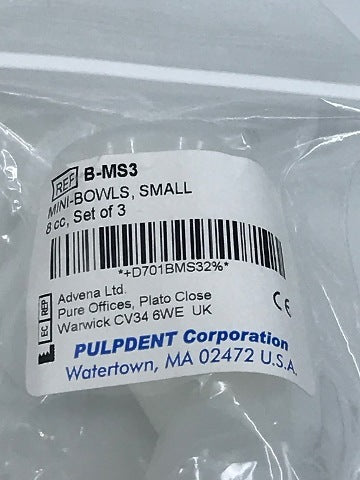 REF B-MS3
MINI-BOWLS, SMALL
8 cc, Set of 3
*+D701BMS32%*
EC REP
Advena Ltd.
Pure Offices, Plato Close
Warwick CV34 6WE UK
CE
PULPDENT Corporation
Watertown, MA 02472 U.S.A.